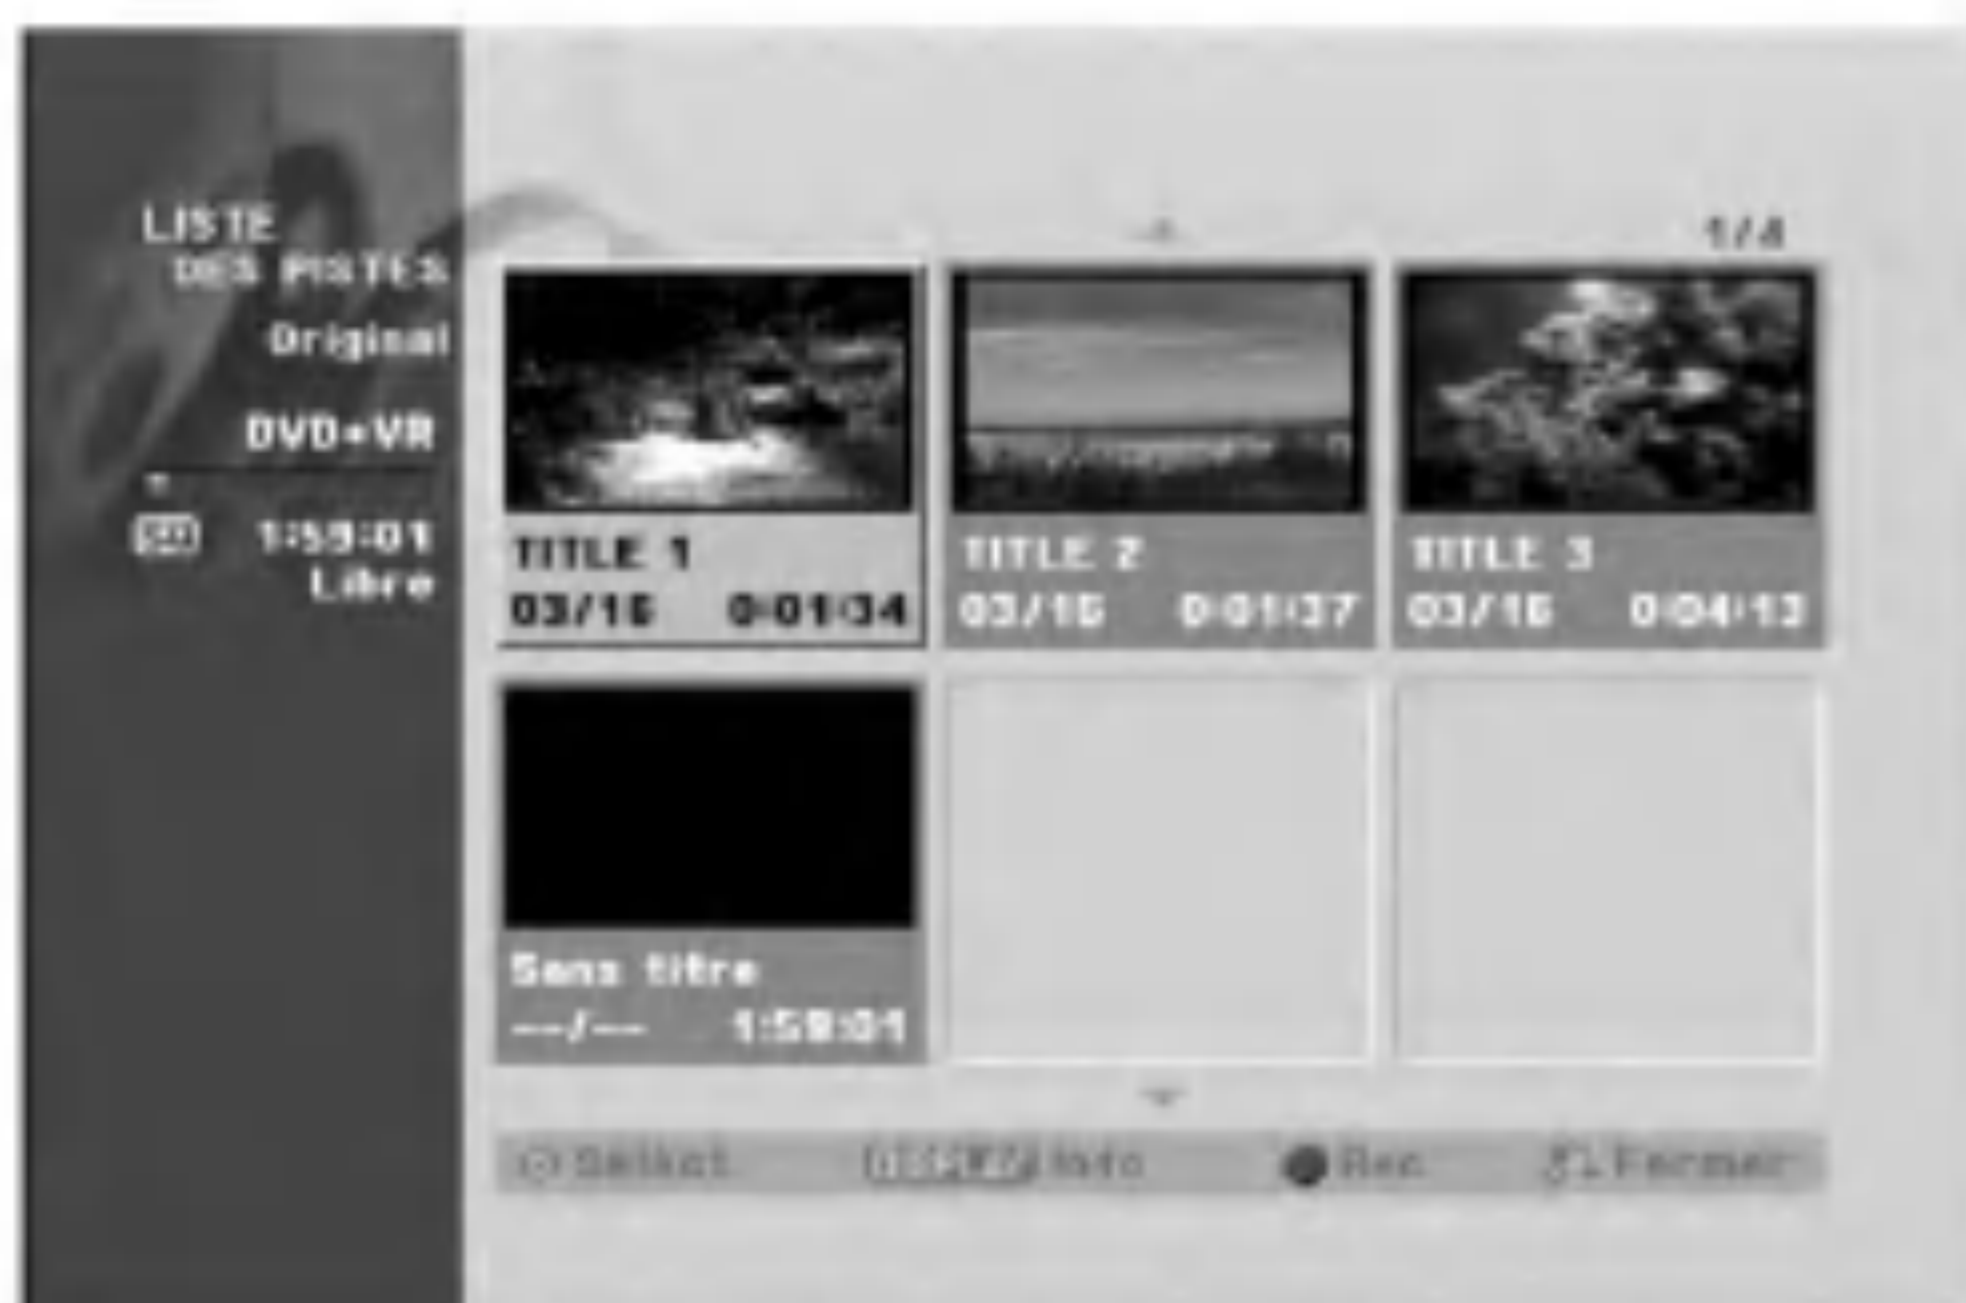 LISTE
DES PISTES
Original
DVD+VR
1:59:01
Libre
1/4
TITLE 1
03/16 0:01:34
TITLE 2
03/16 0:01:37
TITLE 3
03/16 0:04:13
Sans titre
--/-- 1:59:01
Info Rec Fermer